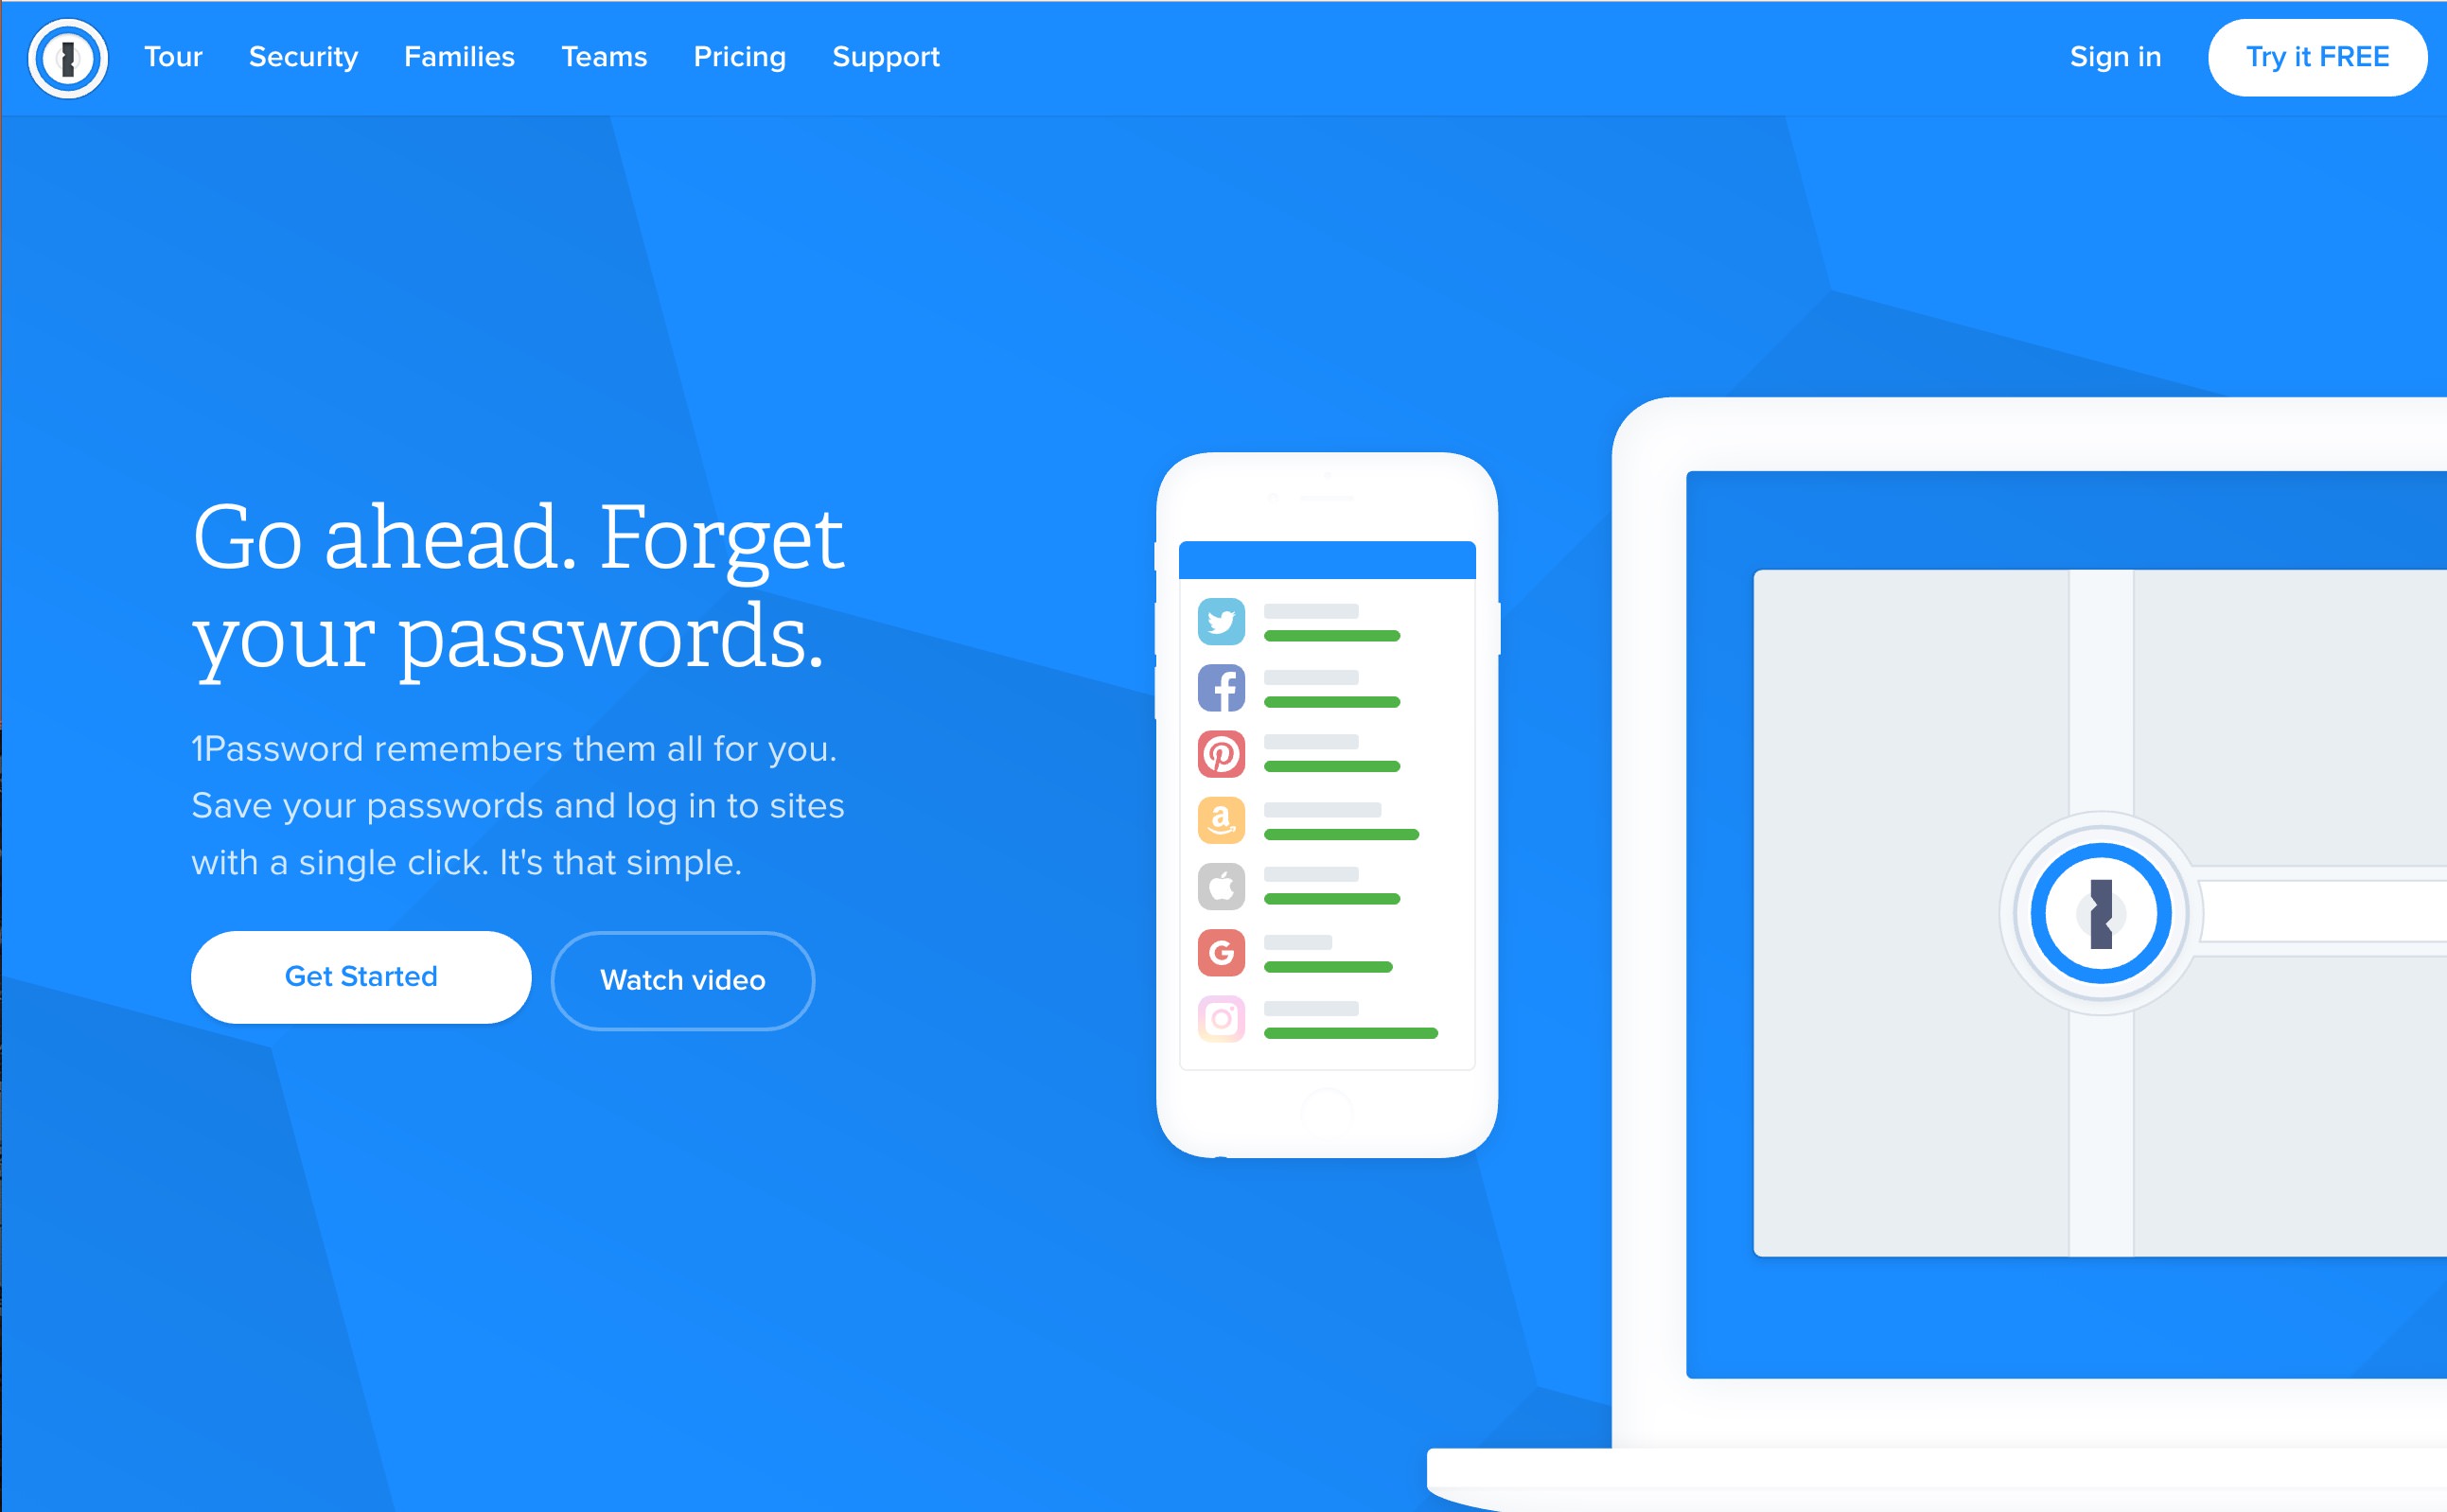 Tour
Security
Families
Teams
Pricing
Support
Sign in
Try it FREE
Go ahead. Forget
your passwords.
1Password remembers them all for you.
Save your passwords and log in to sites
with a single click. It's that simple.
Get Started
Watch video